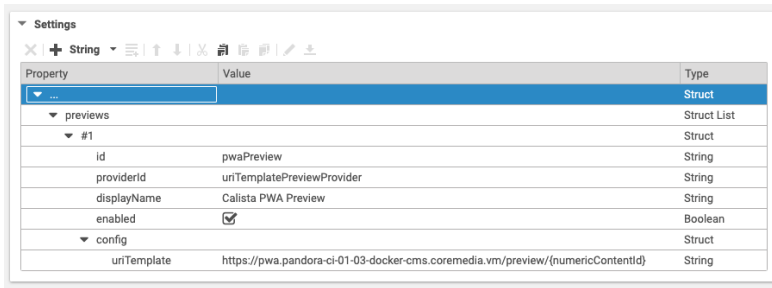 Settings
String
Property Value Type
... Struct
previews Struct List
#1 Struct
id pwaPreview String
providerId uriTemplatePreviewProvider String
displayName Calista PWA Preview String
enabled Boolean
config Struct
uriTemplate https://pwa.pandora-ci-01-03-docker-cms.coremedia.vm/preview/{numericContentId} String